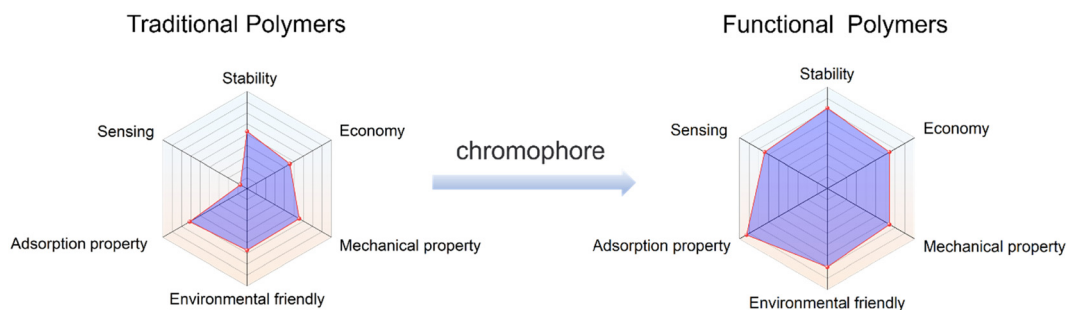 Traditional Polymers
Stability
Sensing
Economy
Adsorption property
Mechanical property
Environmental friendly
chromophore
Functional Polymers
Stability
Sensing
Economy
Adsorption property
Mechanical property
Environmental friendly